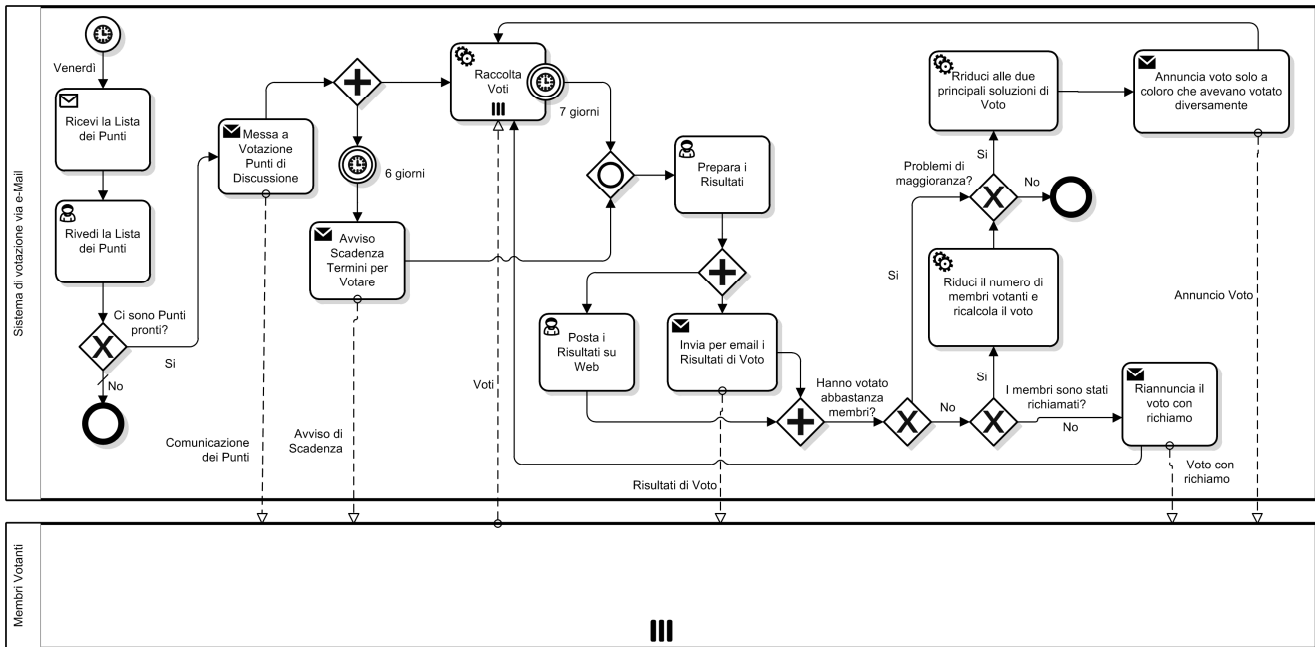 Sistema di votazione via e-Mail
Venerdì
Ricevi la Lista
dei Punti
Rivedi la Lista
dei Punti
Ci sono Punti
pronti?
Si
No
Messa a
Votazione
Punti di
Discussione
Comunicazione
dei Punti
6 giorni
Avviso
Scadenza
Termini per
Votare
Avviso di
Scadenza
Raccolta
Voti
7 giorni
Voti
Prepara i
Risultati
Posta i
Risultati su
Web
Invia per email i
Risultati di Voto
Risultati di Voto
Hanno votato
abbastanza
membri?
Si
No
I membri sono stati
richiamati?
Si
No
Riduci il numero di
membri votanti e
ricalcola il voto
Problemi di
maggioranza?
Si
No
Rriduci alle due
principali soluzioni di
Voto
Annuncia voto solo a
coloro che avevano votato
diversamente
Annuncio Voto
Riannuncia il
voto con
richiamo
Voto con
richiamo
Membri Votanti